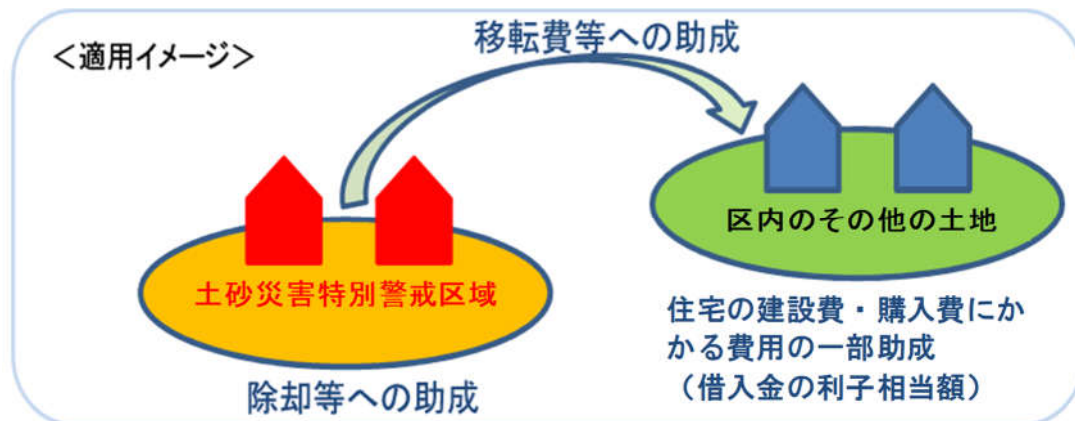 ＜適用イメージ＞
移転費等への助成
土砂災害特別警戒区域
除却等への助成
区内のその他の土地
住宅の建設費・購入費にか
かる費用の一部助成
（借入金の利子相当額）